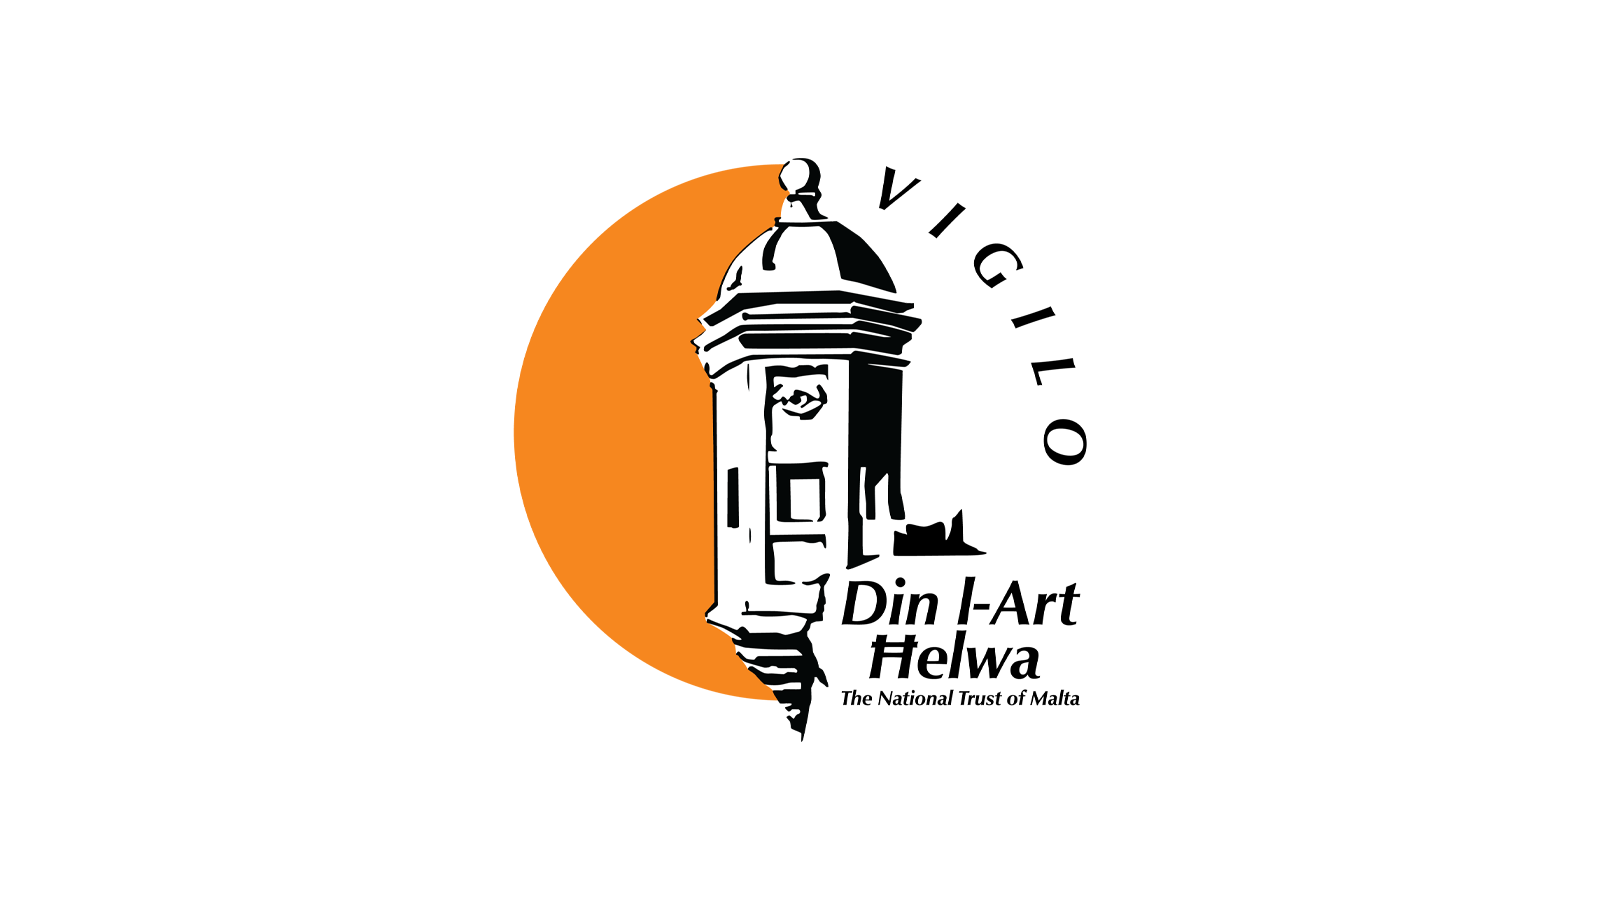 VIGILO
Din l-Art
Ħelwa
The National Trust of Malta